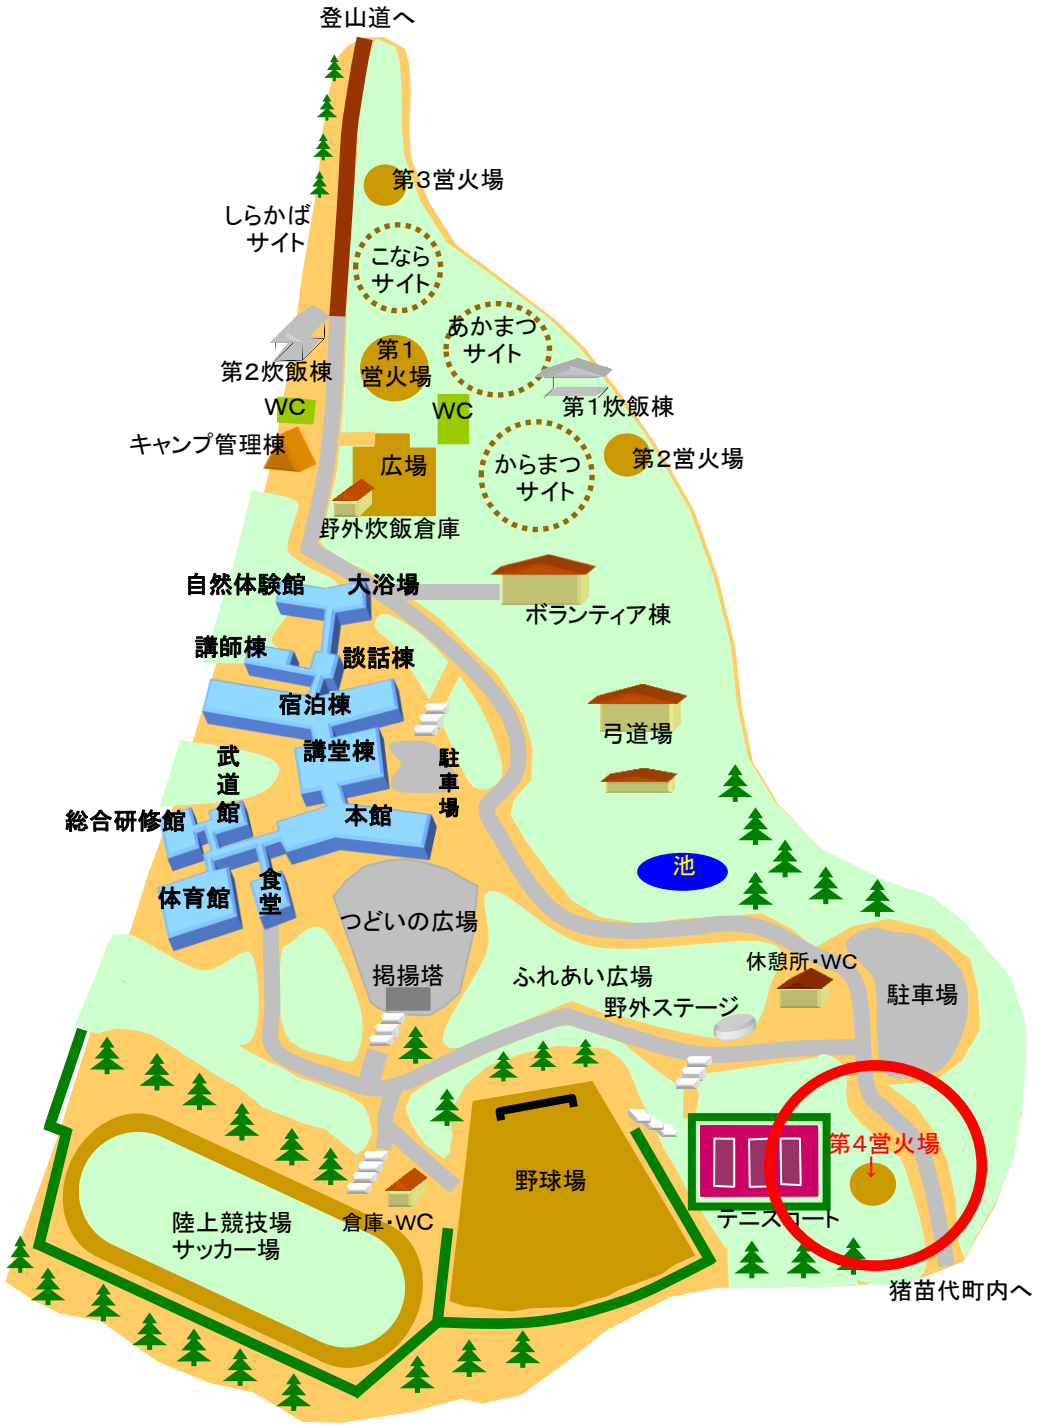 登山道へ
第3営火場
しらかば
サイト
こなら
サイト
あかまつ
サイト
第1
営火場
第2炊飯棟
WC
WC
第1炊飯棟
キャンプ管理棟
広場
からまつ
サイト
第2営火場
野外炊飯倉庫
自然体験館
大浴場
ボランティア棟
講師棟
談話棟
宿泊棟
弓道場
講堂棟
武道館
駐車場
総合研修館
本館
池
体育館
食堂
つどいの広場
掲揚塔
ふれあい広場
野外ステージ
休憩所・WC
駐車場
第4営火場
↓
野球場
テニスコート
陸上競技場
サッカー場
倉庫・WC
猪苗代町内へ